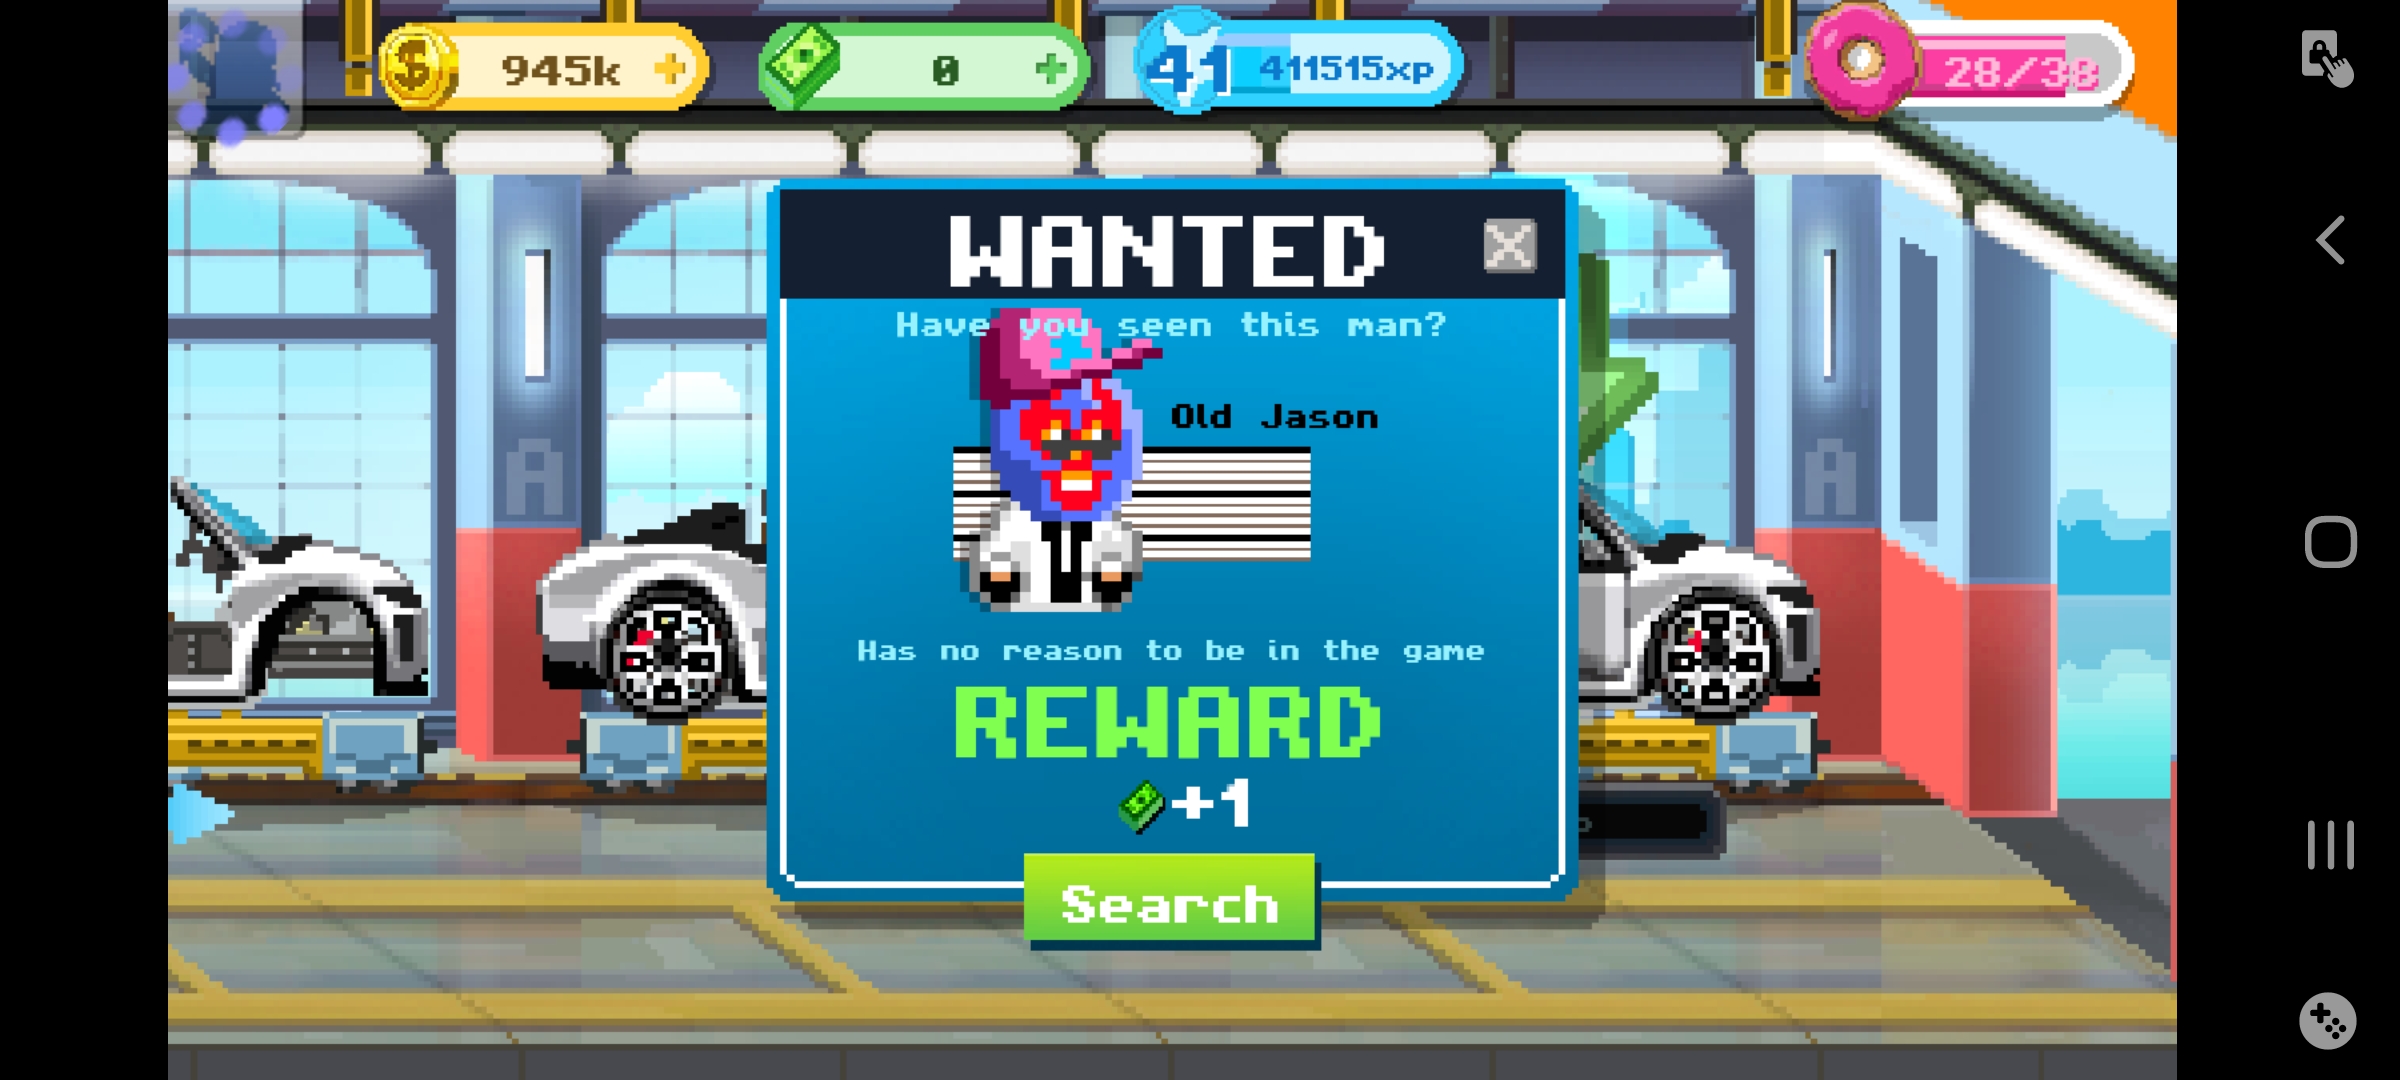 945k
0
41 411515xp
28/38
WANTED
Have you seen this man?
Old Jason
A
A
Has no reason to be in the game
REWARD
+1
Search